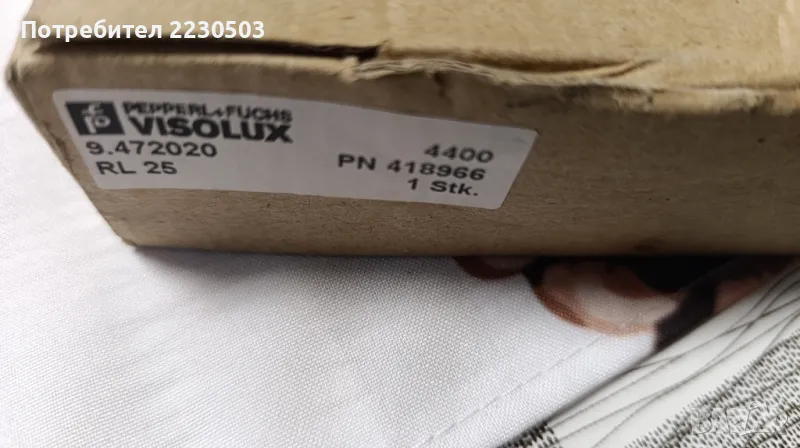 Потребител 2230503
PEPPERL+FUCHS
VISOLUX
9.472020 4400
RL 25 PN 418966
1 Stk.